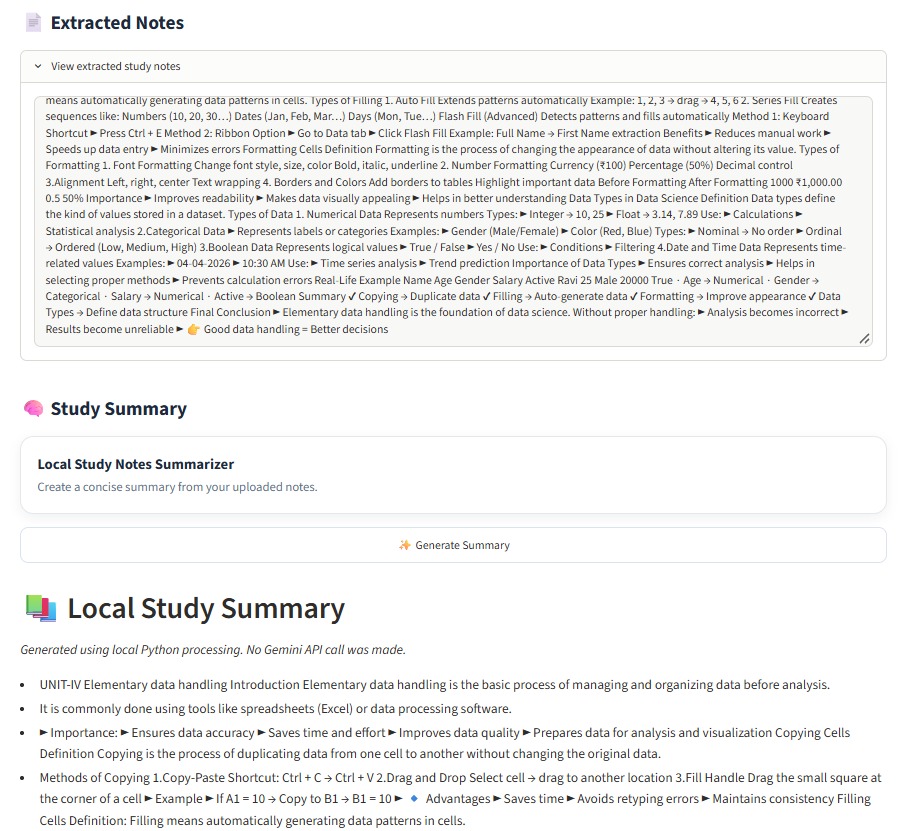 Extracted Notes
View extracted study notes
means automatically generating data patterns in cells. Types of Filling 1. Auto Fill Extends patterns automatically Example: 1, 2, 3 → drag → 4, 5, 6 2. Series Fill Creates
sequences like: Numbers (10, 20, 30…) Dates (Jan, Feb, Mar…) Days (Mon, Tue…) Flash Fill (Advanced) Detects patterns and fills automatically Method 1: Keyboard
Shortcut ► Press Ctrl + E Method 2: Ribbon Option ► Go to Data tab ► Click Flash Fill Example: Full Name → First Name extraction Benefits ► Reduces manual work ►
Speeds up data entry ► Minimizes errors Formatting Cells Definition Formatting is the process of changing the appearance of data without altering its value. Types of
Formatting 1. Font Formatting Change font style, size, color Bold, italic, underline 2. Number Formatting Currency (₹100) Percentage (50%) Decimal control
3.Alignment Left, right, center Text wrapping 4. Borders and Colors Add borders to tables Highlight important data Before Formatting After Formatting 1000 ₹1,000.00
0.5 50% Importance ► Improves readability ► Makes data visually appealing ► Helps in better understanding Data Types in Data Science Definition Data types define
the kind of values stored in a dataset. Types of Data 1. Numerical Data Represents numbers Types: ► Integer → 10, 25 ► Float → 3.14, 7.89 Use: ► Calculations ►
Statistical analysis 2.Categorical Data ► Represents labels or categories Examples: ► Gender (Male/Female) ► Color (Red, Blue) Types: ► Nominal → No order ► Ordinal
→ Ordered (Low, Medium, High) 3.Boolean Data Represents logical values ► True / False ► Yes / No Use: ► Conditions ► Filtering 4.Date and Time Data Represents time-
related values Examples: ► 04-04-2026 ► 10:30 AM Use: ► Time series analysis ► Trend prediction Importance of Data Types ► Ensures correct analysis ► Helps in
selecting proper methods ► Prevents calculation errors Real-Life Example Name Age Gender Salary Active Ravi 25 Male 20000 True · Age → Numerical · Gender →
Categorical · Salary → Numerical · Active → Boolean Summary ✔ Copying → Duplicate data ✔ Filling → Auto-generate data ✔ Formatting → Improve appearance ✔ Data
Types → Define data structure Final Conclusion ► Elementary data handling is the foundation of data science. Without proper handling: ► Analysis becomes incorrect ►
Results become unreliable ► 👉 Good data handling = Better decisions
Study Summary
Local Study Notes Summarizer
Create a concise summary from your uploaded notes.
✨ Generate Summary
Local Study Summary
Generated using local Python processing. No Gemini API call was made.
• UNIT-IV Elementary data handling Introduction Elementary data handling is the basic process of managing and organizing data before analysis.
• It is commonly done using tools like spreadsheets (Excel) or data processing software.
• ► Importance: ► Ensures data accuracy ► Saves time and effort ► Improves data quality ► Prepares data for analysis and visualization Copying Cells
Definition Copying is the process of duplicating data from one cell to another without changing the original data.
• Methods of Copying 1.Copy-Paste Shortcut: Ctrl + C → Ctrl + V 2.Drag and Drop Select cell → drag to another location 3.Fill Handle Drag the small square at
the corner of a cell ► Example ► If A1 = 10 → Copy to B1 → B1 = 10 ► 🔹 Advantages ► Saves time ► Avoids retyping errors ► Maintains consistency Filling
Cells Definition: Filling means automatically generating data patterns in cells.